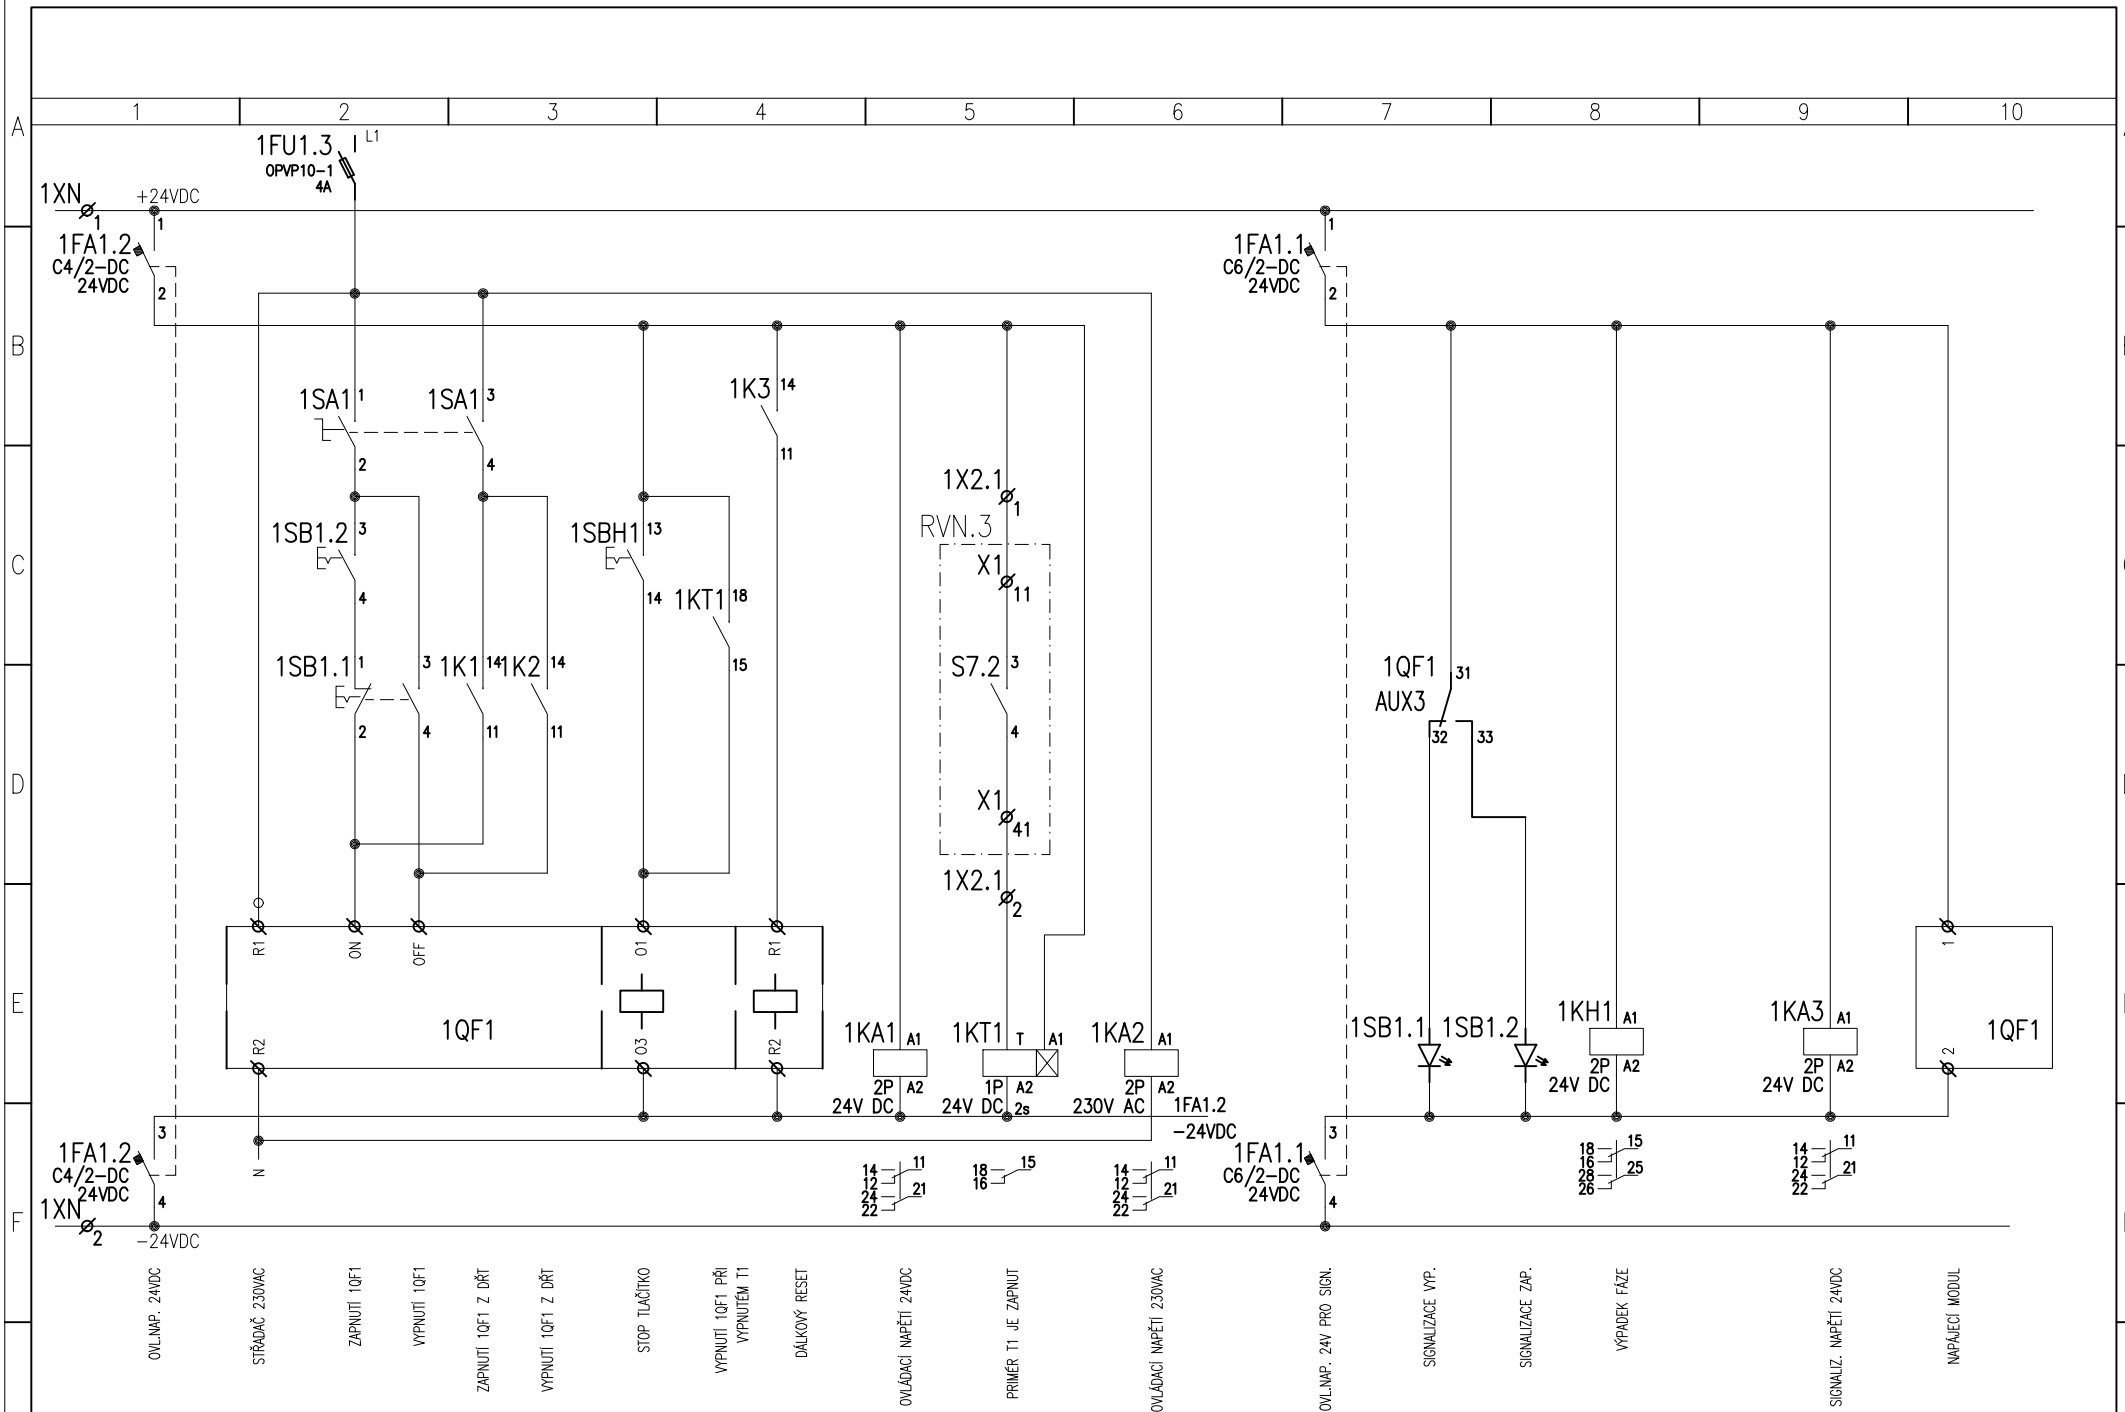 1 2 3 4 5 6 7 8 9 10
A
1FU1.3 L1
OPVP10-1
4A
1XN +24VDC
1
1 1
1FA1.2 1FA1.1
C4/2-DC C6/2-DC
24VDC 24VDC
2 2
B
1SA1 1 1SA1 3 1K3 14
2 4 11
1X2.1
1
1SB1.2 3 1SBH1 13 RVN.3
C X1
11
4 14 1KT1 18
15
1SB1.1 1 3 1K1 14 1K2 14 S7.2 3 1QF1 31
AUX3
2 4 11 11 4 32 33
D
X1
41
1X2.1
2
R1 ON OFF O1 R1 1
E
1QF1 1KA1 A1 1KT1 T A1 1KA2 A1 1SB1.1 1SB1.2 1KH1 A1 1KA3 A1 1QF1
R2 O3 R2 2
2P A2 1P A2 2P A2 2P A2 2P A2
24V DC 24V DC 2s 230V AC 24V DC 24V DC
1FA1.2
-24VDC
3 3
1FA1.2 1FA1.1
C4/2-DC C6/2-DC
24VDC 24VDC
4 4
N
14 11
12
24 21
22
18 15
16
14 11
12
24 21
22
18 15
16
28 25
26
14 11
12
24 21
22
F
1XN
2
-24VDC
OVL.NAP. 24VDC
STŘADAČ 230VAC
ZAPNUTÍ 1QF1
VYPNUTÍ 1QF1
ZAPNUTÍ 1QF1 Z DŘT
VYPNUTÍ 1QF1 Z DŘT
STOP TLAČÍTKO
VYPNUTÍ 1QF1 PŘI
VYPNUTÉM T1
DÁLKOVÝ RESET
OVLÁDACÍ NAPĚTÍ 24VDC
PRIMÉR T1 JE ZAPNUT
OVLÁDACÍ NAPĚTÍ 230VAC
OVL.NAP. 24V PRO SIGN.
SIGNALIZACE VYP.
SIGNALIZACE ZAP.
VÝPADEK FÁZE
SIGNALIZ. NAPĚTÍ 24VDC
NAPÁJECÍ MODUL